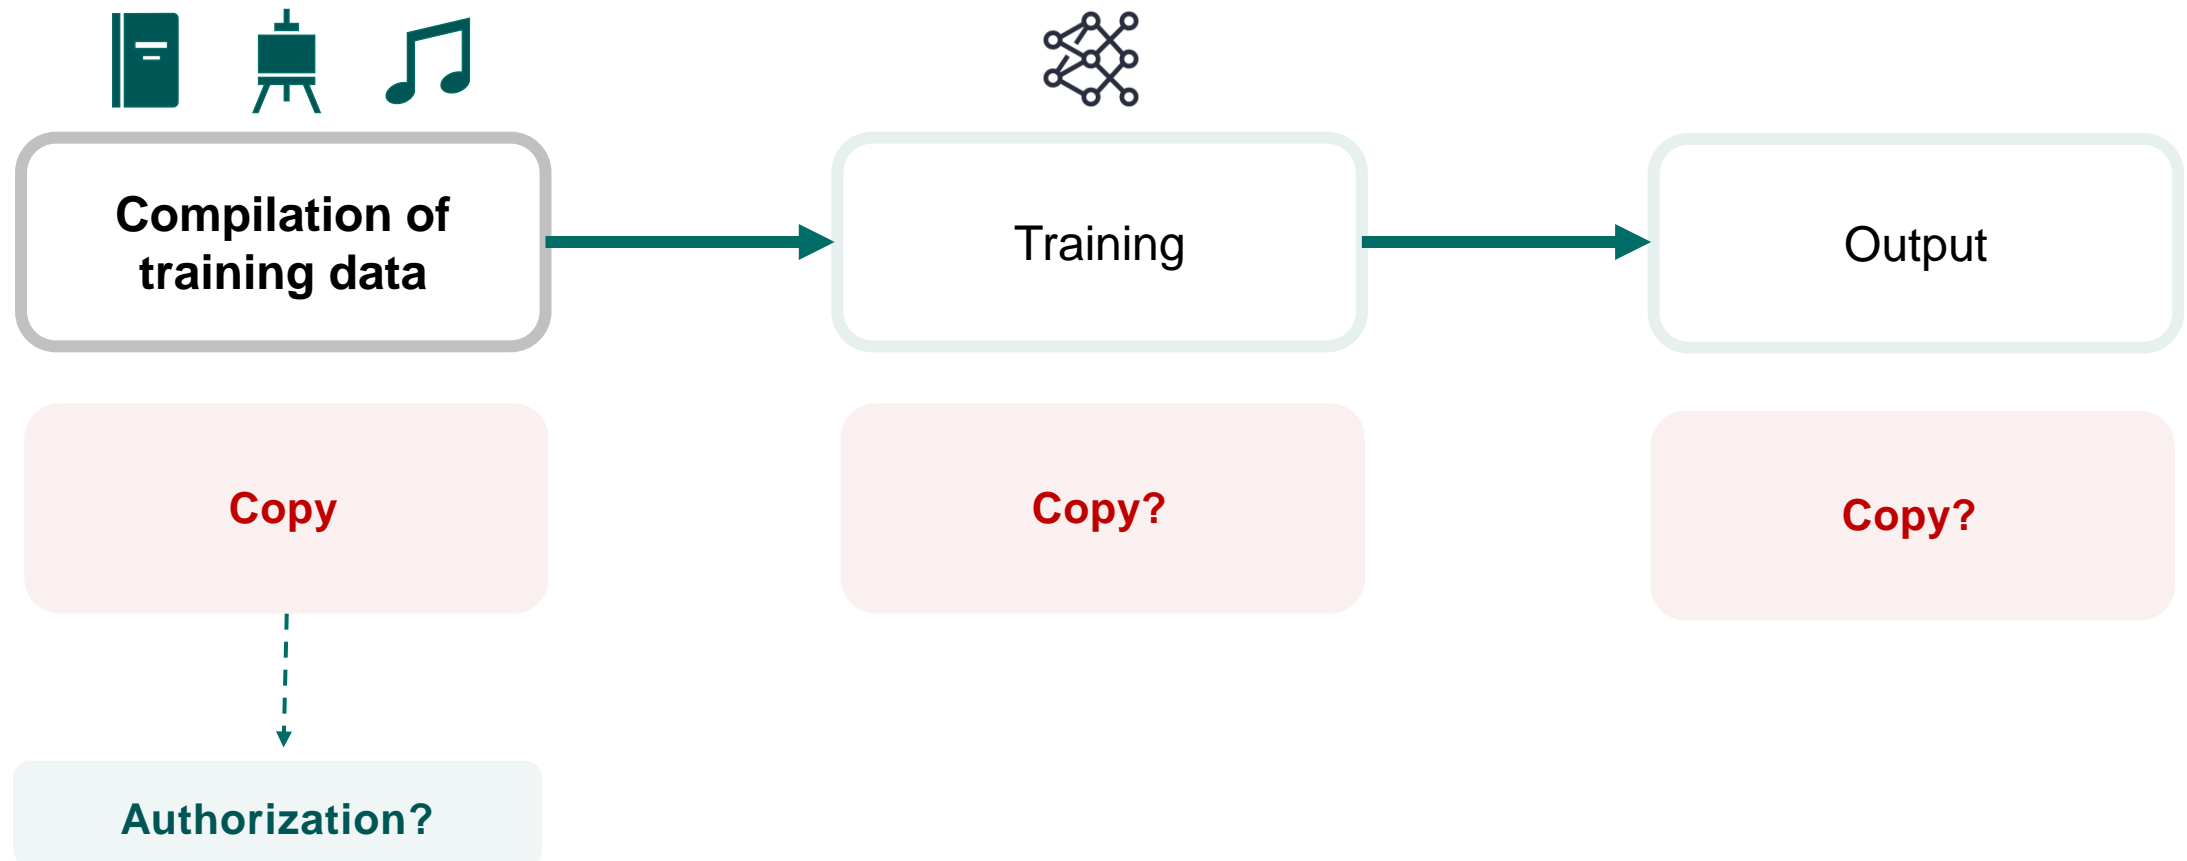 Compilation of
training data
Training
Output
Copy
Copy?
Copy?
Authorization?